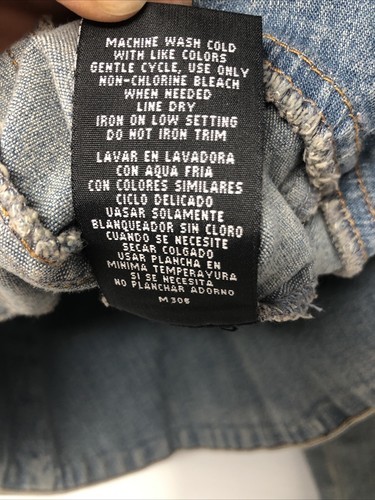 MACHINE WASH COLD
WITH LIKE COLORS
GENTLE CYCLE, USE ONLY
NON-CHLORINE BLEACH
WHEN NEEDED
LINE DRY
IRON ON LOW SETTING
DO NOT IRON TRIM
LAVAR EN LAVADORA
CON AQUA FRIA
CON COLORES SIMILARES
CICLO DELICADO
UASAR SOLAMENTE
BLANQUEADOR SIN CLORO
CUANDO SE NECESITE
SECAR COLGADO
USAR PLANCHA EN
MINIMA TEMPERAYURA
SI SE NECESITA
NO PLANCHAR ADORNO
M 306